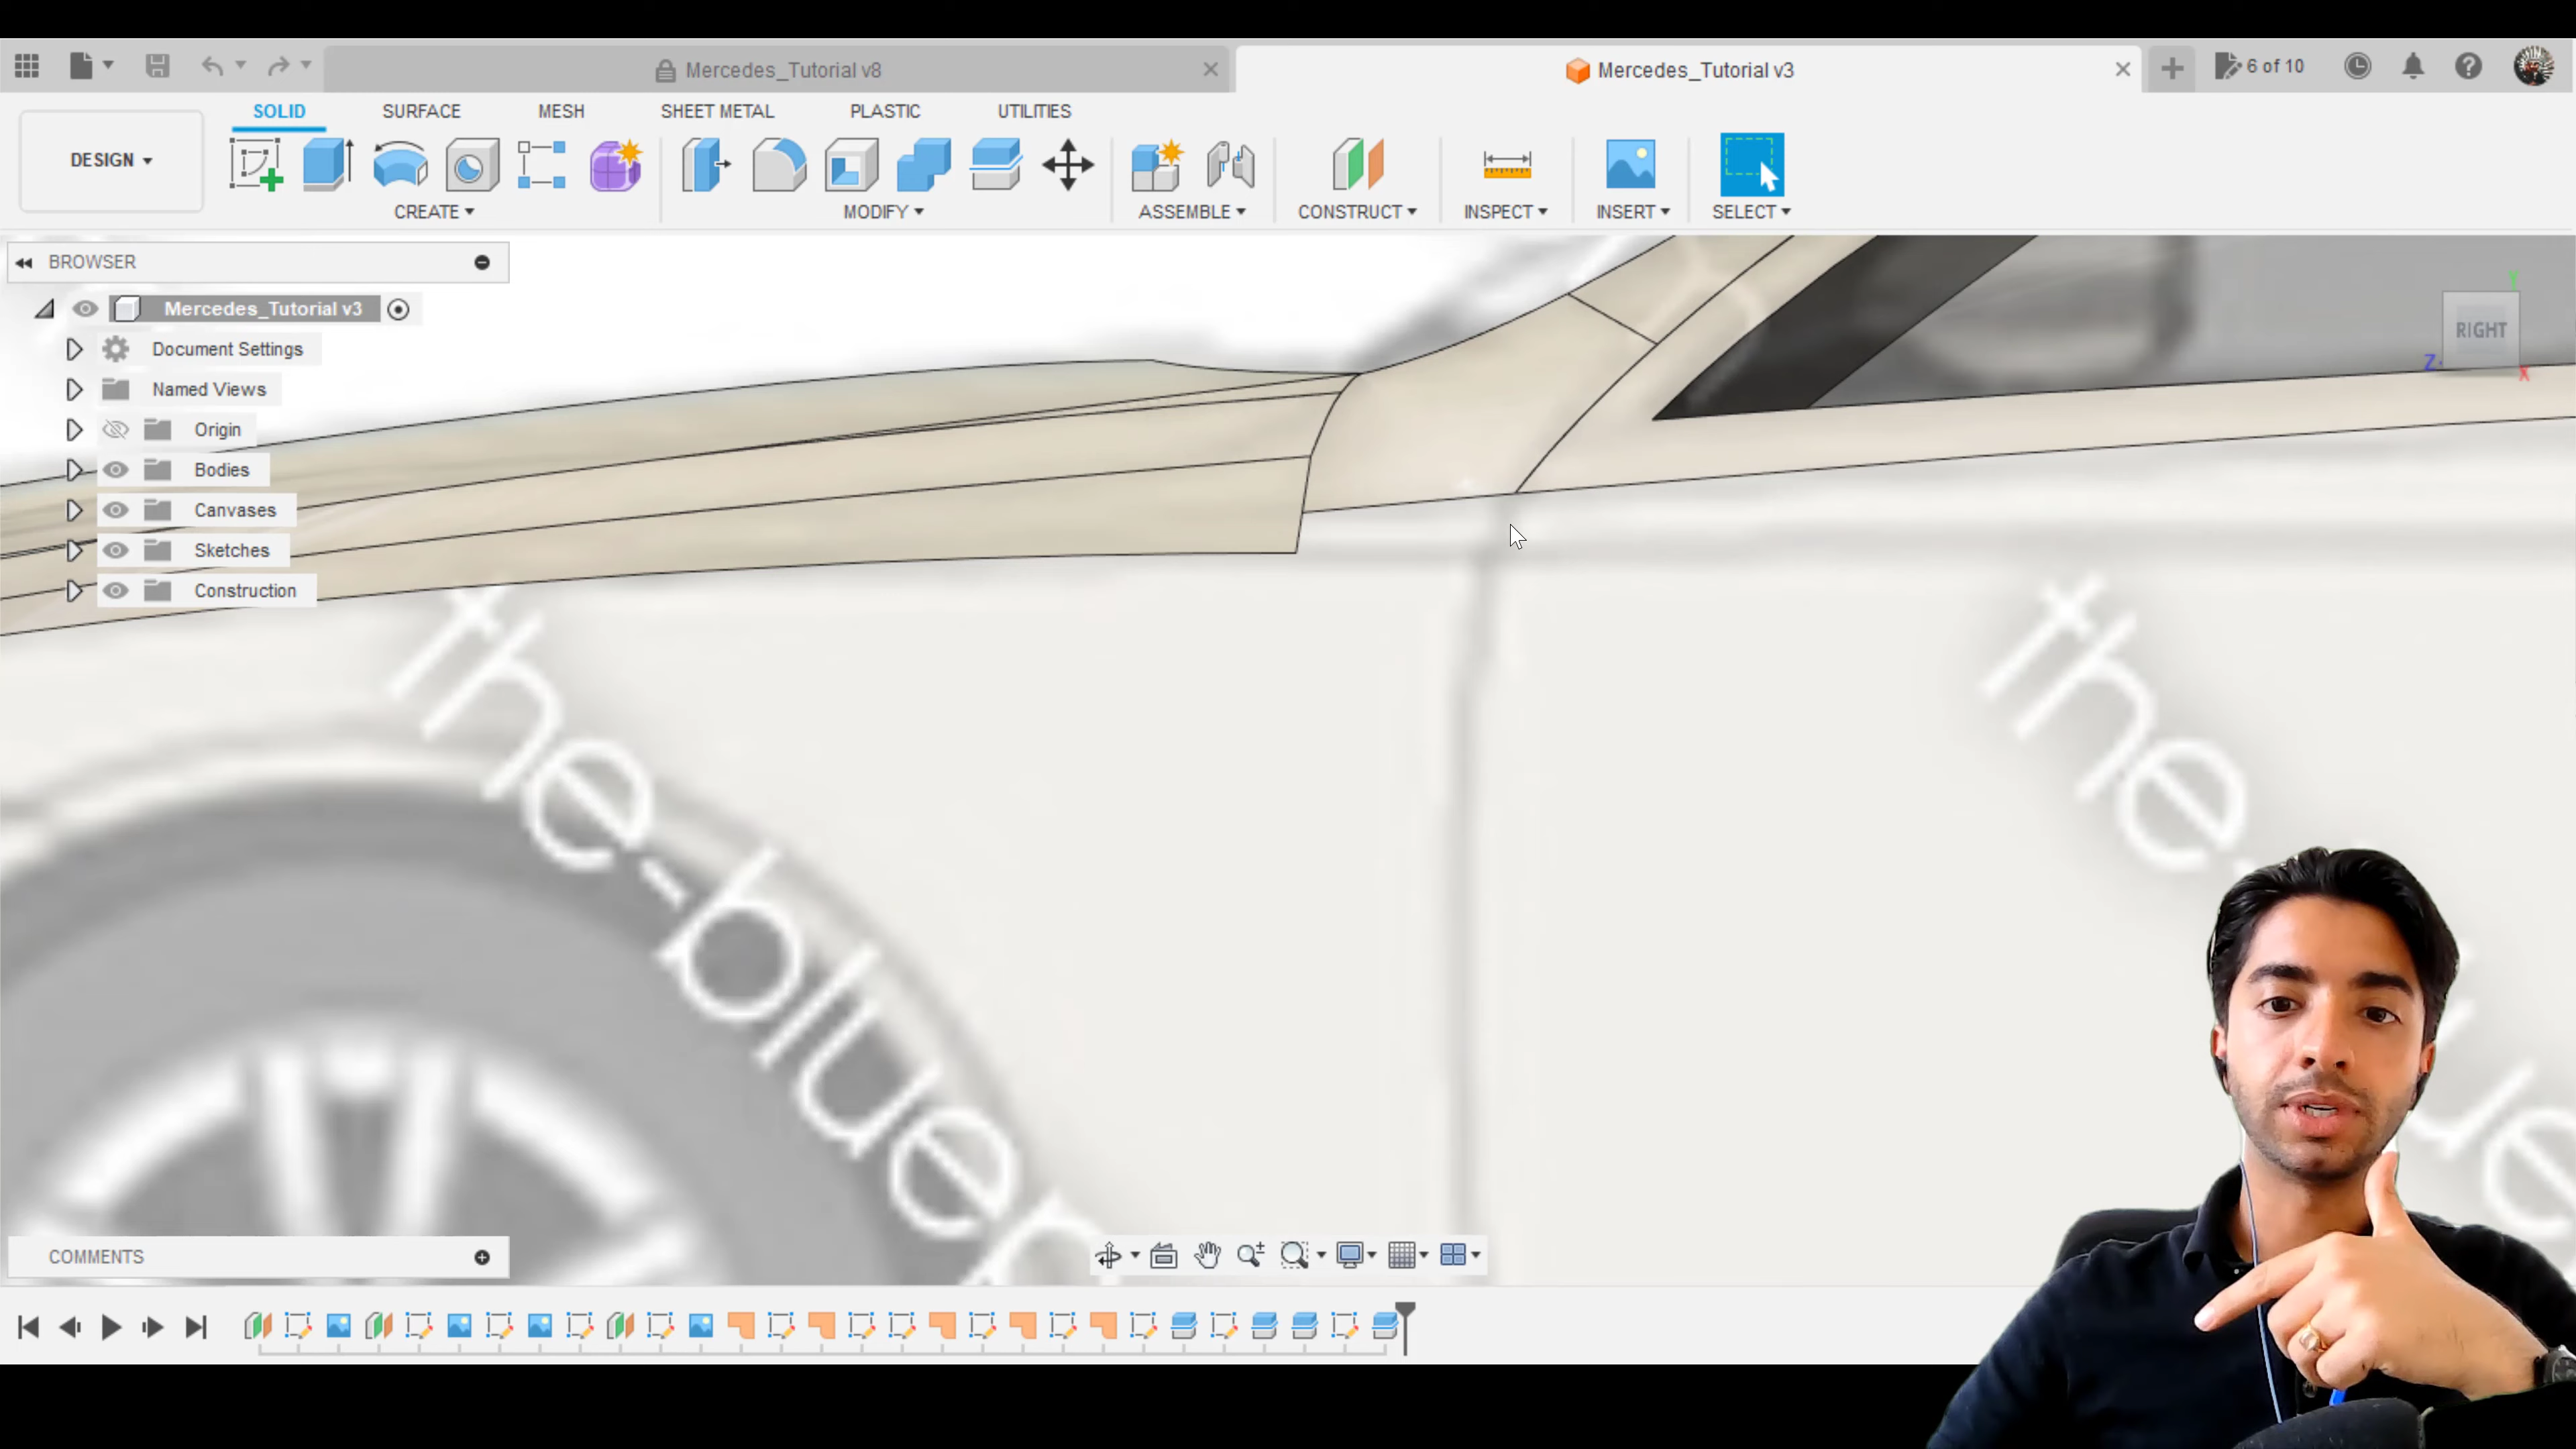 Mercedes_Tutorial v8
Mercedes_Tutorial v3
6 of 10
DESIGN
SOLID
SURFACE
MESH
SHEET METAL
PLASTIC
UTILITIES
CREATE
MODIFY
ASSEMBLE
CONSTRUCT
INSPECT
INSERT
SELECT
BROWSER
Mercedes_Tutorial v3
Document Settings
Named Views
Origin
Bodies
Canvases
Sketches
Construction
Y
RIGHT
Z
X
the-bluep
the-
ue
COMMENTS